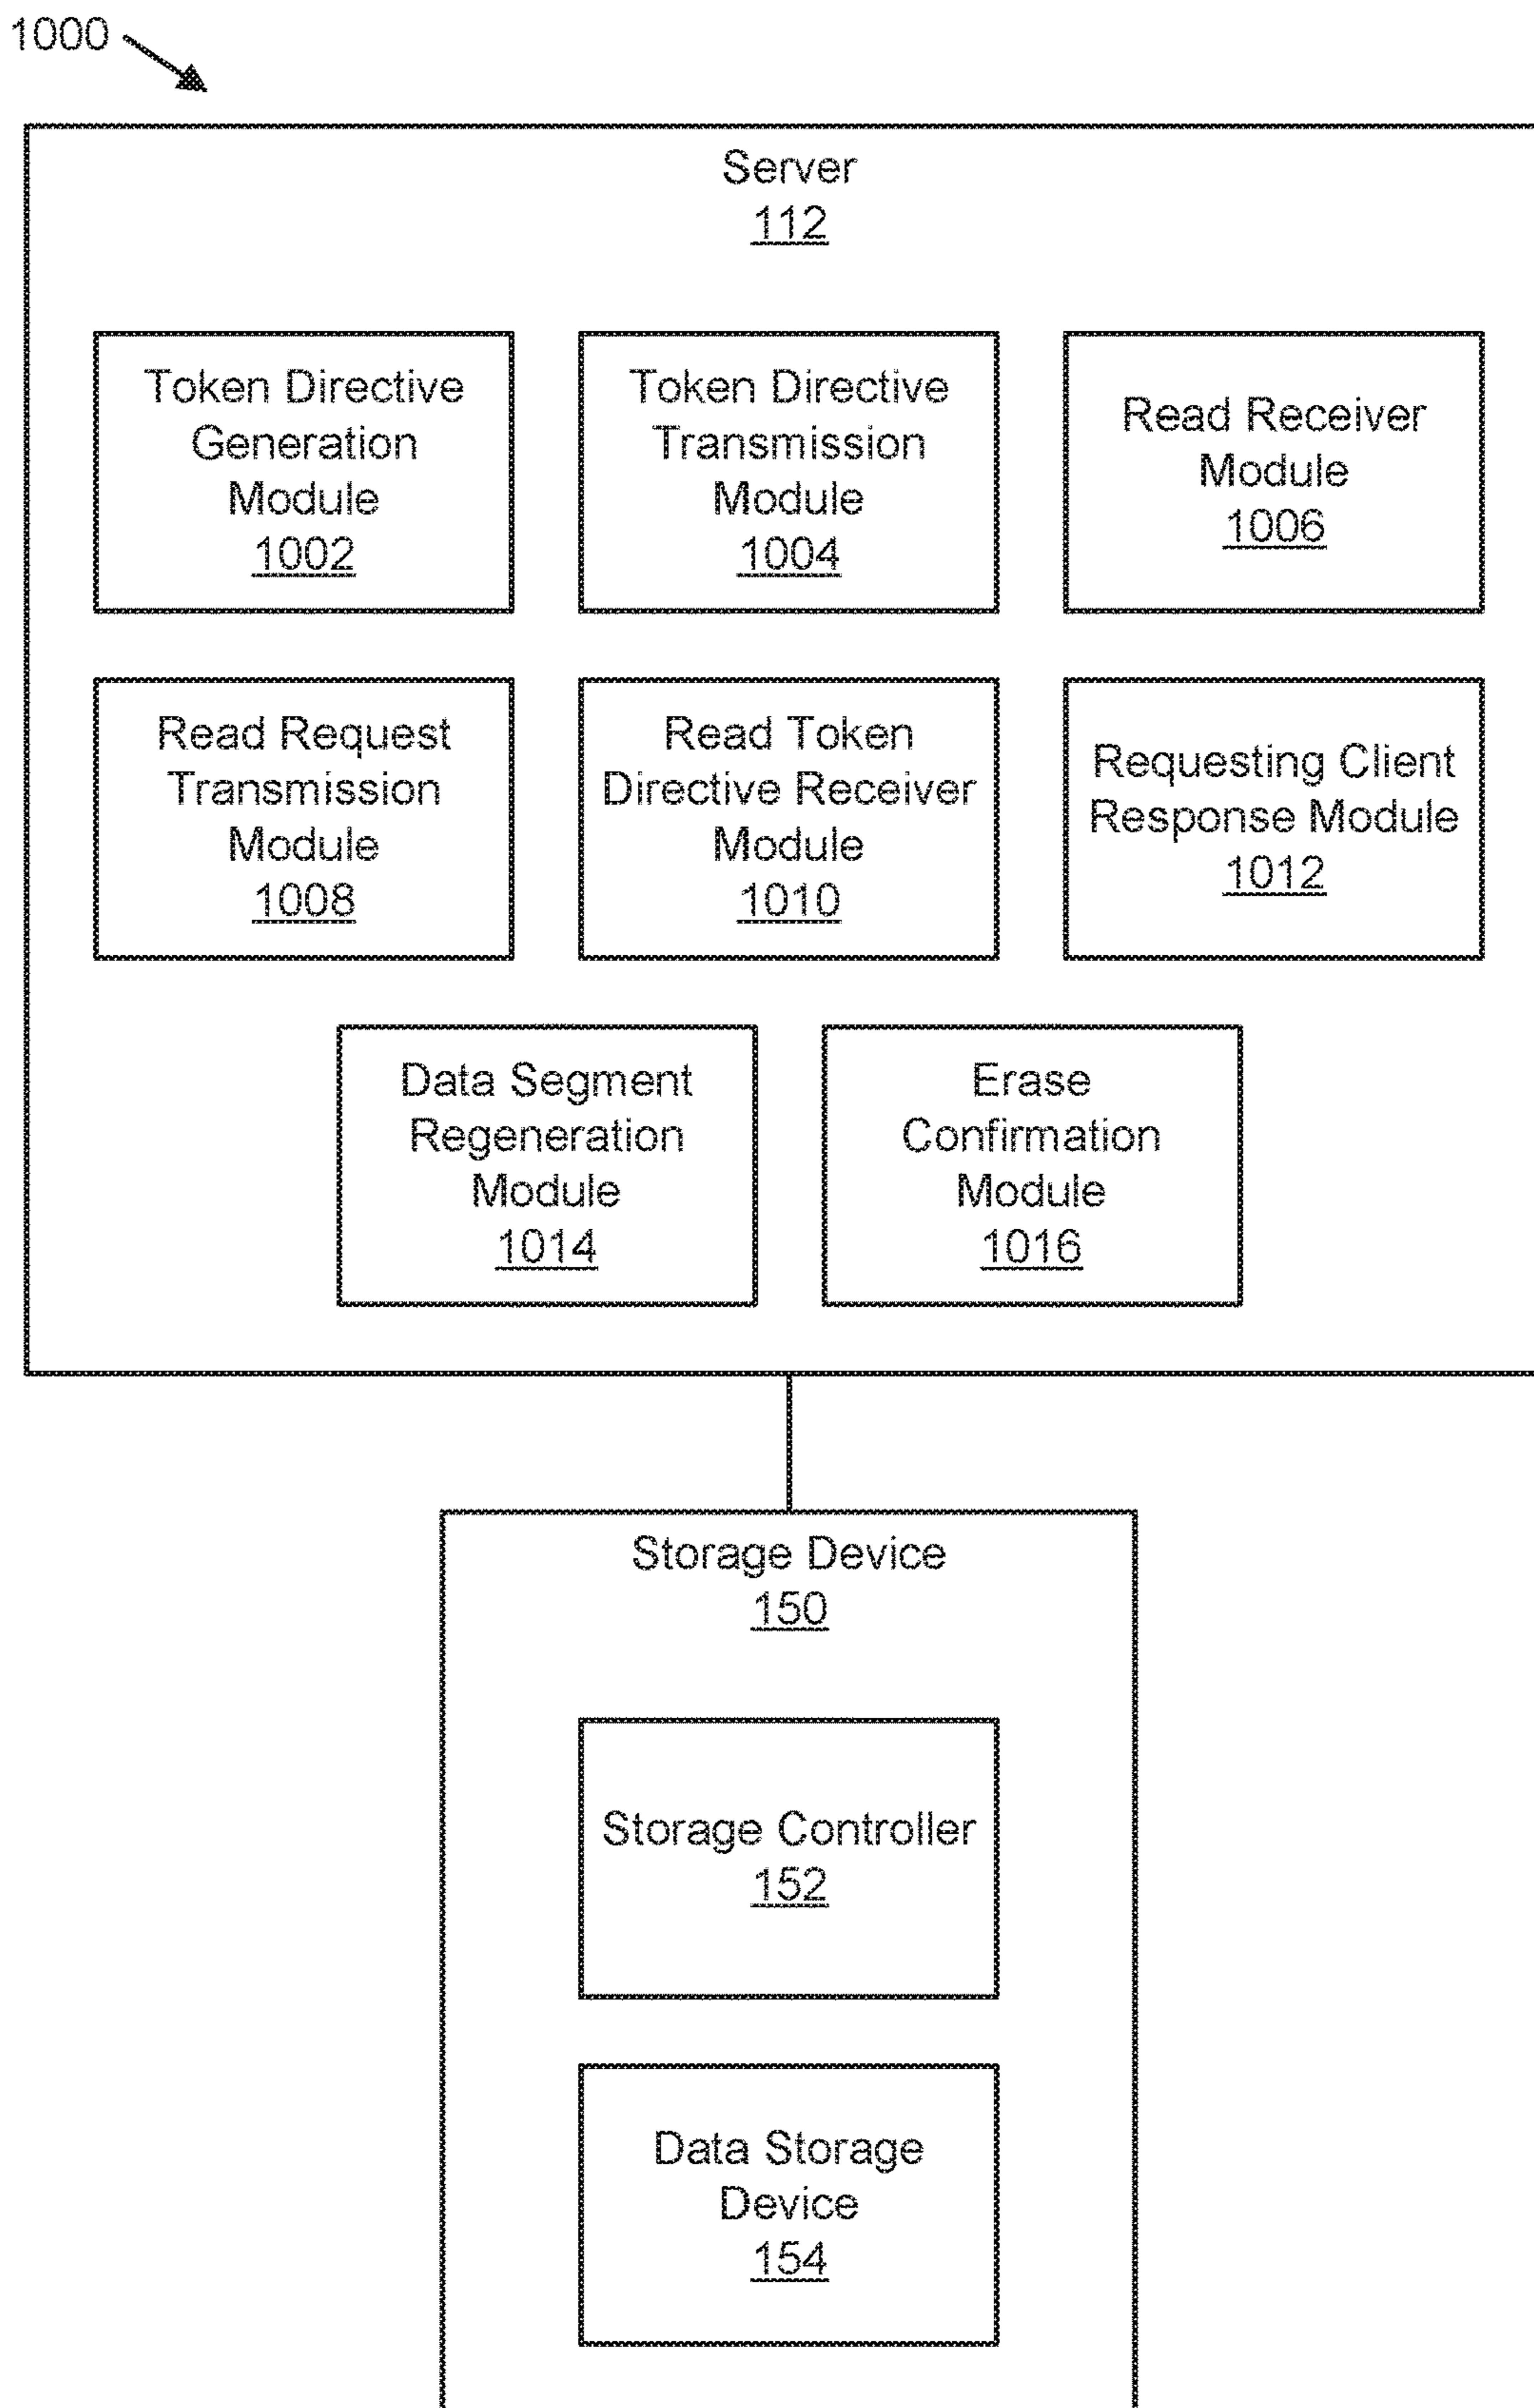 1000
Server
112
Token Directive
Generation
Module
1002
Token Directive
Transmission
Module
1004
Read Receiver
Module
1006
Read Request
Transmission
Module
1008
Read Token
Directive Receiver
Module
1010
Requesting Client
Response Module
1012
Data Segment
Regeneration
Module
1014
Erase
Confirmation
Module
1016
Storage Device
150
Storage Controller
152
Data Storage
Device
154